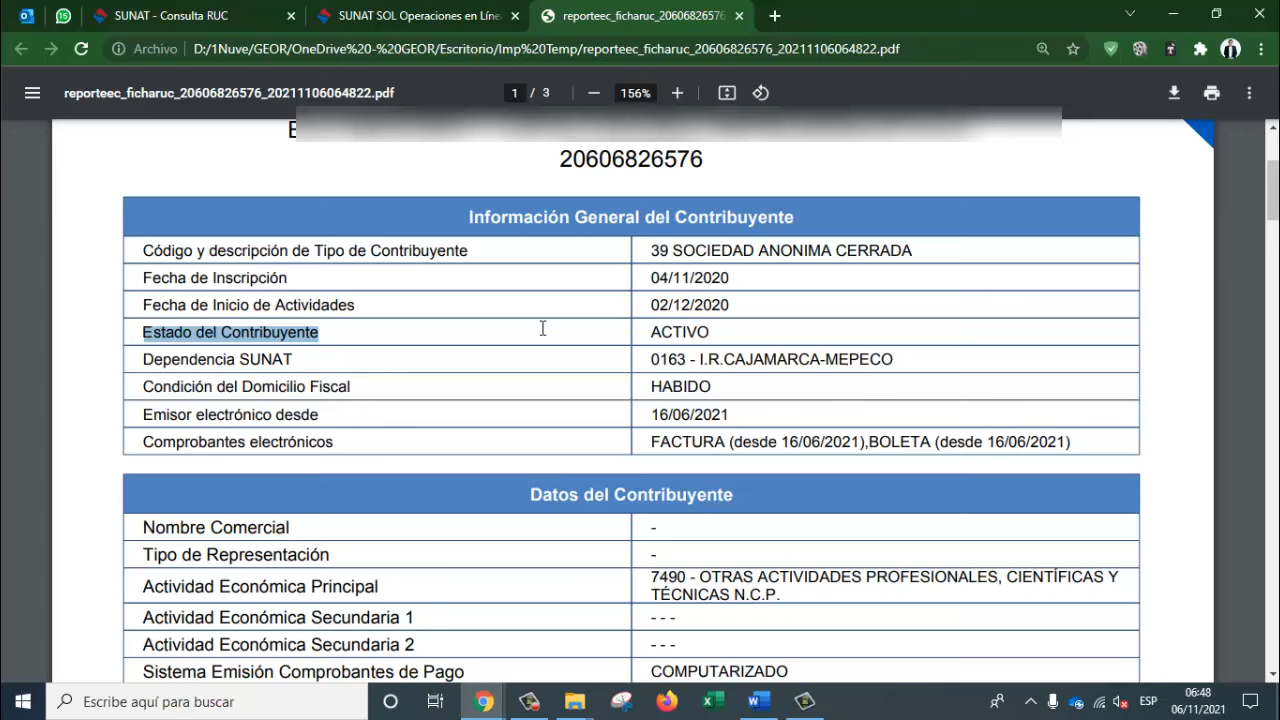 SUNAT - Consulta RUC
SUNAT SOL Operaciones en Líne
reporteec_ficharuc_20606826576
Archivo D:/1Nuve/GEOR/OneDrive%20-%20GEOR/Escritorio/Imp%20Temp/reporteec_ficharuc_20606826576_20211106064822.pdf
reporteec_ficharuc_20606826576_20211106064822.pdf
1 / 3
156%
20606826576
Información General del Contribuyente
Código y descripción de Tipo de Contribuyente 39 SOCIEDAD ANONIMA CERRADA
Fecha de Inscripción 04/11/2020
Fecha de Inicio de Actividades 02/12/2020
Estado del Contribuyente ACTIVO
Dependencia SUNAT 0163 - I.R.CAJAMARCA-MEPECO
Condición del Domicilio Fiscal HABIDO
Emisor electrónico desde 16/06/2021
Comprobantes electrónicos FACTURA (desde 16/06/2021),BOLETA (desde 16/06/2021)
Datos del Contribuyente
Nombre Comercial -
Tipo de Representación -
Actividad Económica Principal 7490 - OTRAS ACTIVIDADES PROFESIONALES, CIENTÍFICAS Y
TÉCNICAS N.C.P.
Actividad Económica Secundaria 1 - - -
Actividad Económica Secundaria 2 - - -
Sistema Emisión Comprobantes de Pago COMPUTARIZADO
Escribe aquí para buscar
ESP
06:48
06/11/2021